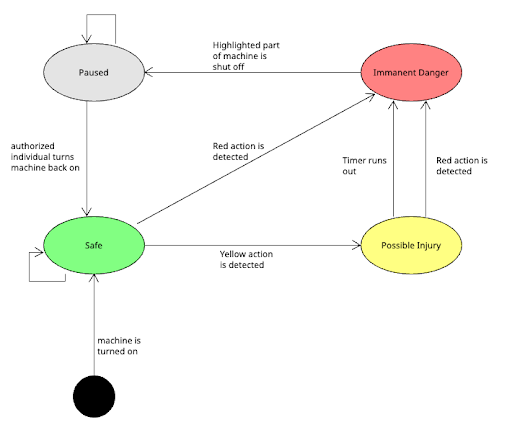 Highlighted part
of machine is
shut off
Paused
Immanent Danger
authorized
individual turns
machine back on
Red action is
detected
Timer runs
out
Red action is
detected
Safe
Possible Injury
Yellow action
is detected
machine is
turned on